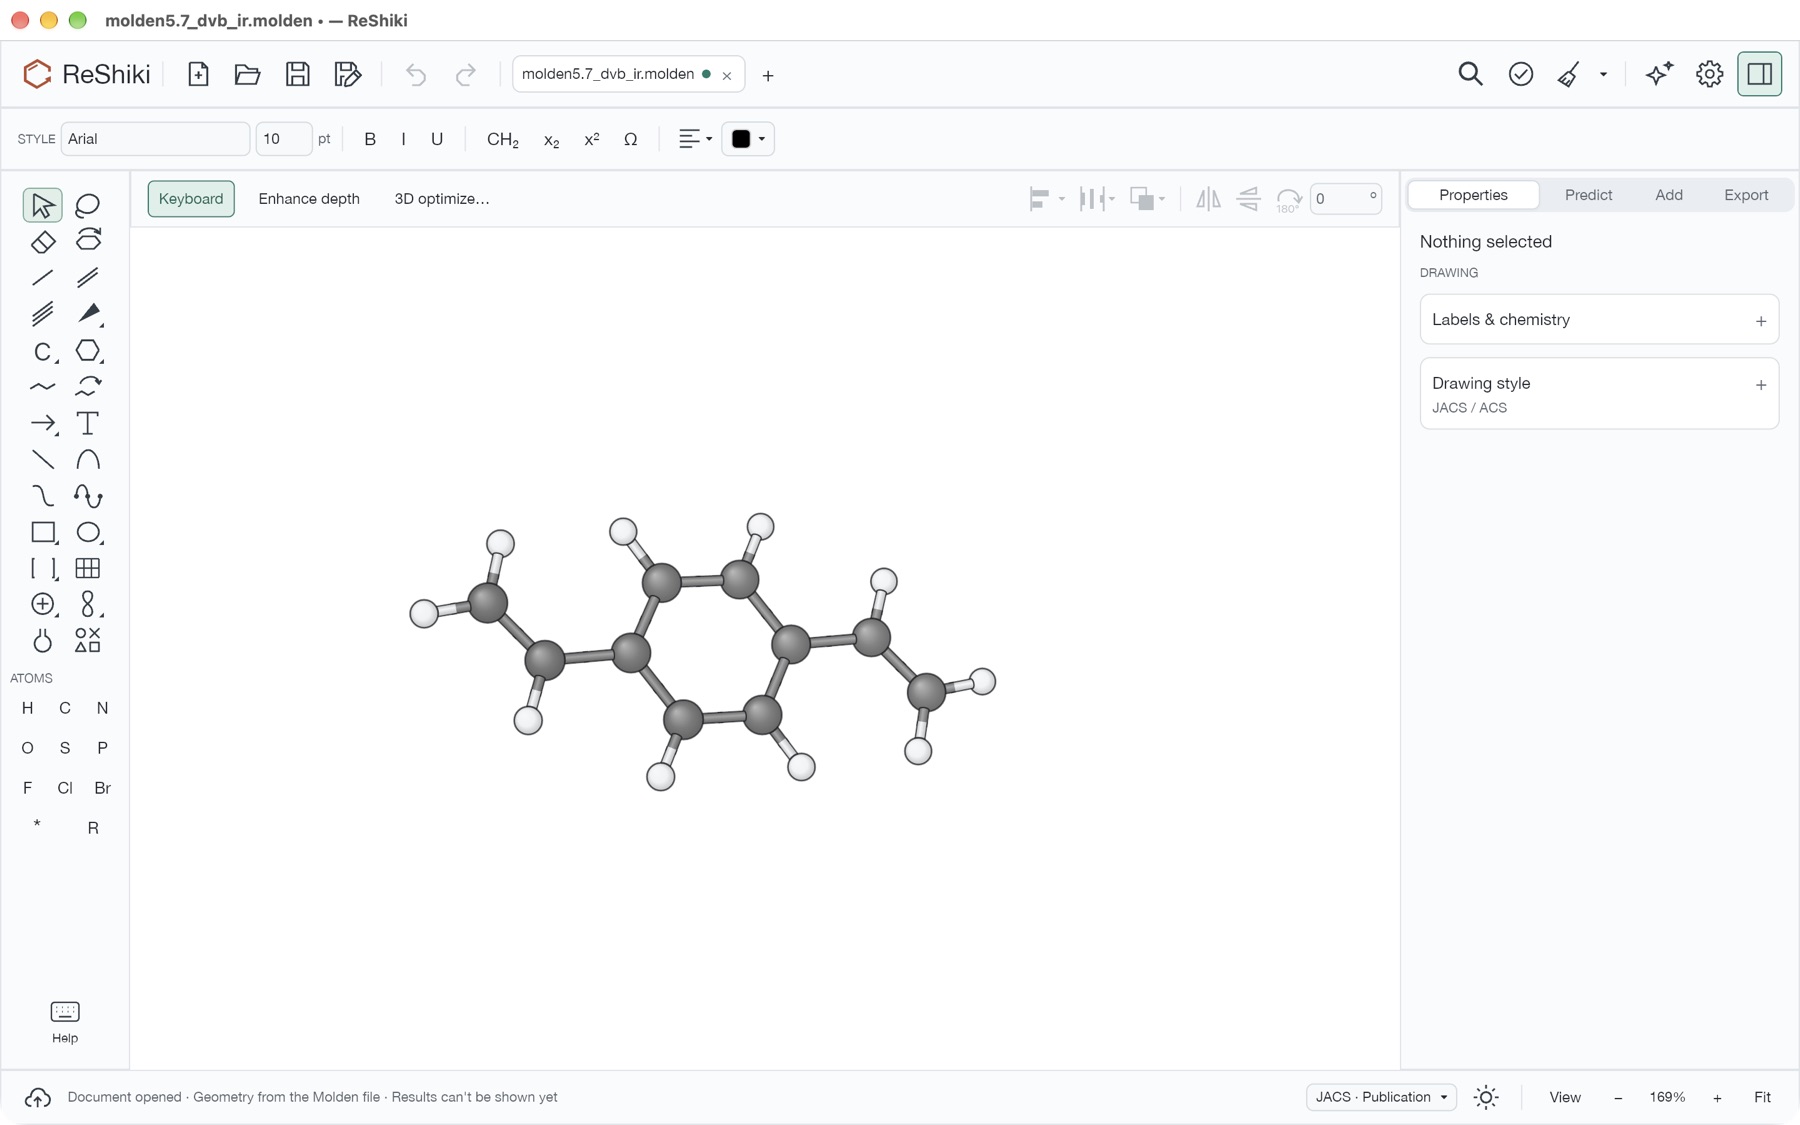 molden5.7_dvb_ir.molden • — ReShiki
ReShiki
molden5.7_dvb_ir.molden
STYLE
Arial
10
pt
B
I
U
CH₂
x₂
x²
Ω
Keyboard
Enhance depth
3D optimize...
180°
0
°
Properties
Predict
Add
Export
Nothing selected
DRAWING
Labels & chemistry
Drawing style
JACS / ACS
C
T
ATOMS
H C N
O S P
F Cl Br
* R
Help
Document opened · Geometry from the Molden file · Results can't be shown yet
JACS · Publication
View
− 169% +
Fit